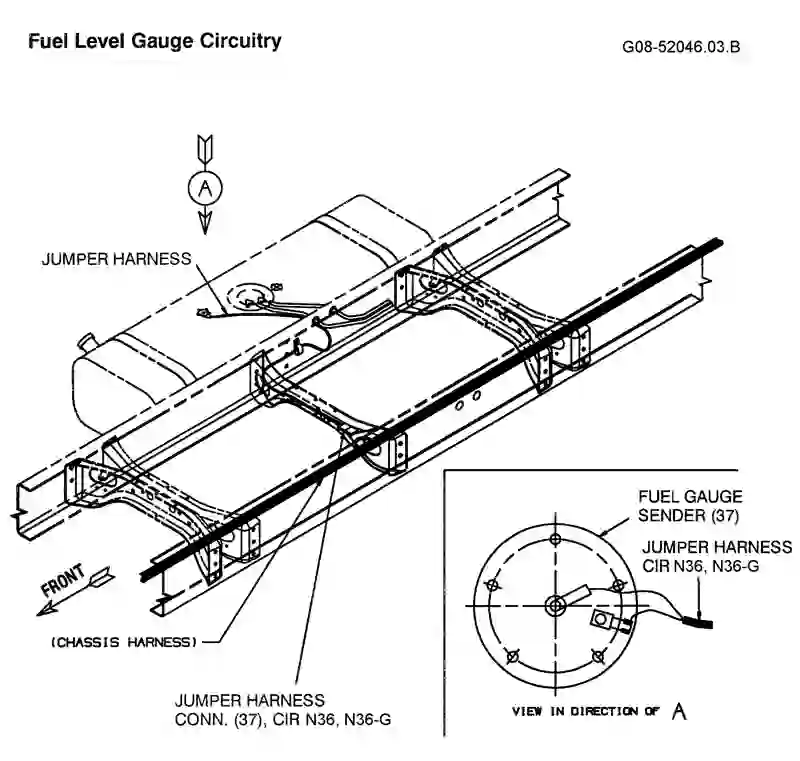 Fuel Level Gauge Circuitry
G08-52046.03.B
A
JUMPER HARNESS
FUEL GAUGE
SENDER (37)
JUMPER HARNESS
CIR N36, N36-G
FRONT
(CHASSIS HARNESS)
JUMPER HARNESS
CONN. (37), CIR N36, N36-G
VIEW IN DIRECTION OF A